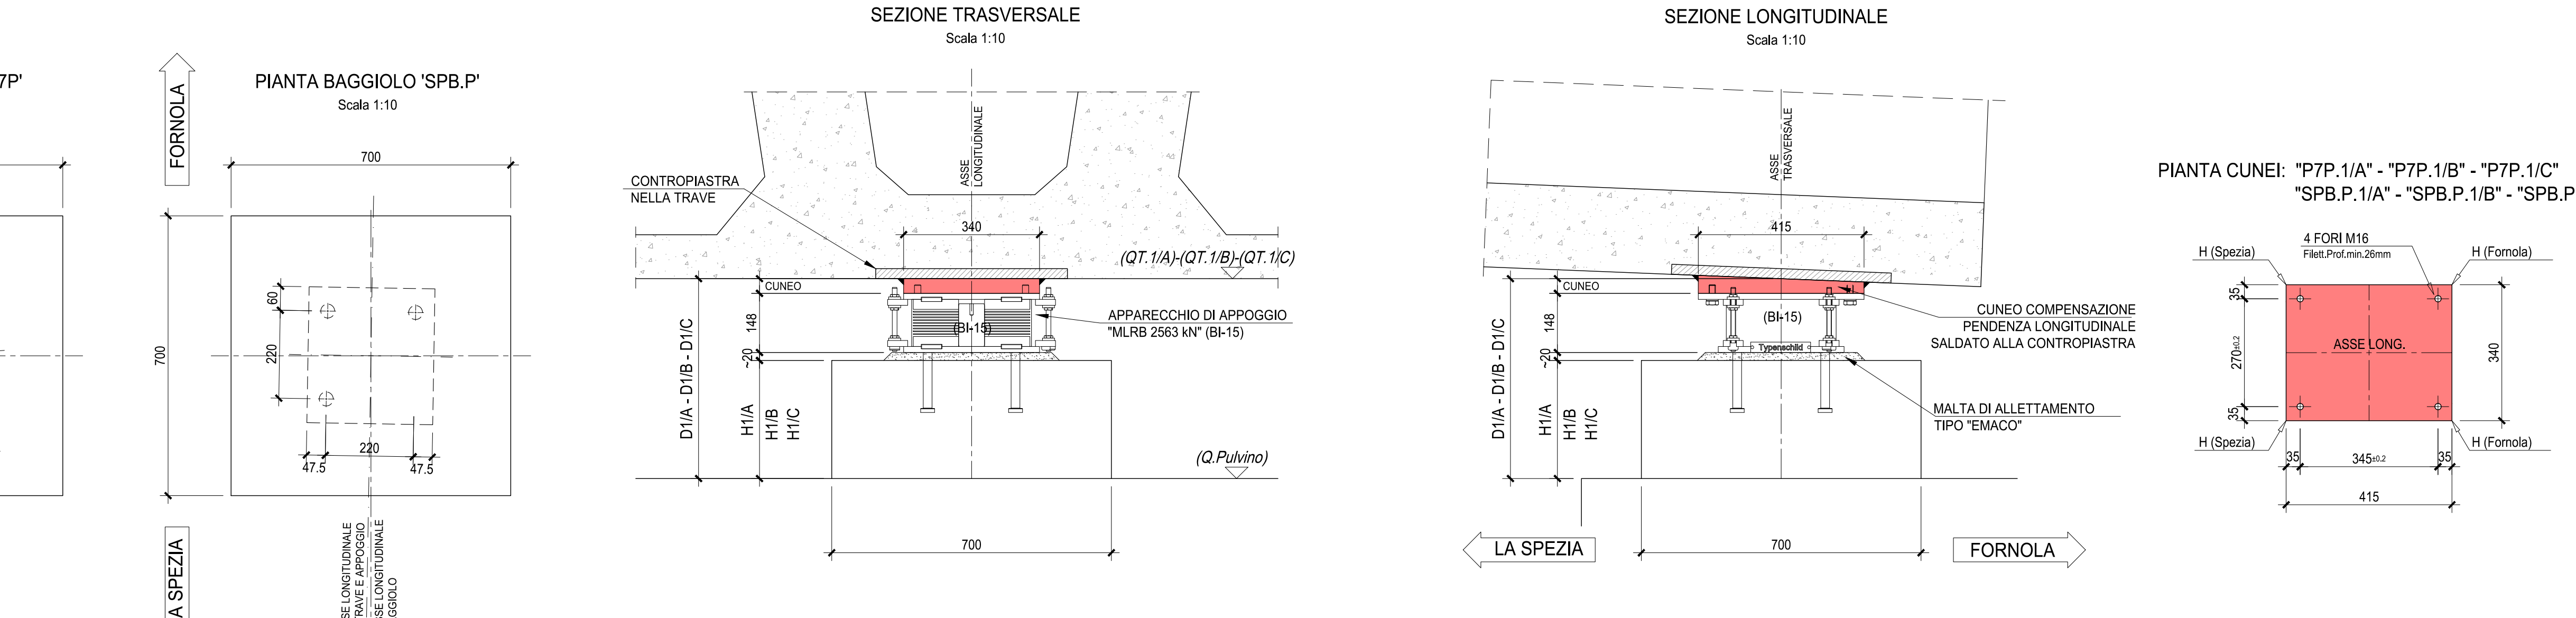 7P'
FORNOLA
PIANTA BAGGIOLO 'SPB.P'
Scala 1:10
700
700
60
220
220
47.5
47.5
A SPEZIA
SE LONGITUDINALE
TRAVE E APPOGGIO
SSE LONGITUDINALE
GGIOLO
SEZIONE TRASVERSALE
Scala 1:10
ASSE
LONGITUDINALE
CONTROPIASTRA
NELLA TRAVE
340
(QT.1/A)-(QT.1/B)-(QT.1/C)
CUNEO
148
~20
(BI-15)
APPARECCHIO DI APPOGGIO
"MLRB 2563 kN" (BI-15)
D1/A - D1/B - D1/C
H1/A
H1/B
H1/C
(Q.Pulvino)
700
SEZIONE LONGITUDINALE
Scala 1:10
ASSE
TRASVERSALE
415
CUNEO
148
~20
(BI-15)
Typenschild
CUNEO COMPENSAZIONE
PENDENZA LONGITUDINALE
SALDATO ALLA CONTROPIASTRA
D1/A - D1/B - D1/C
H1/A
H1/B
H1/C
MALTA DI ALLETTAMENTO
TIPO "EMACO"
LA SPEZIA
700
FORNOLA
PIANTA CUNEI: "P7P.1/A" - "P7P.1/B" - "P7P.1/C"
"SPB.P.1/A" - "SPB.P.1/B" - "SPB.P
4 FORI M16
Filett.Prof.min.26mm
H (Spezia)
H (Fornola)
35
270±0.2
35
ASSE LONG.
340
H (Spezia)
H (Fornola)
35
345±0.2
35
415